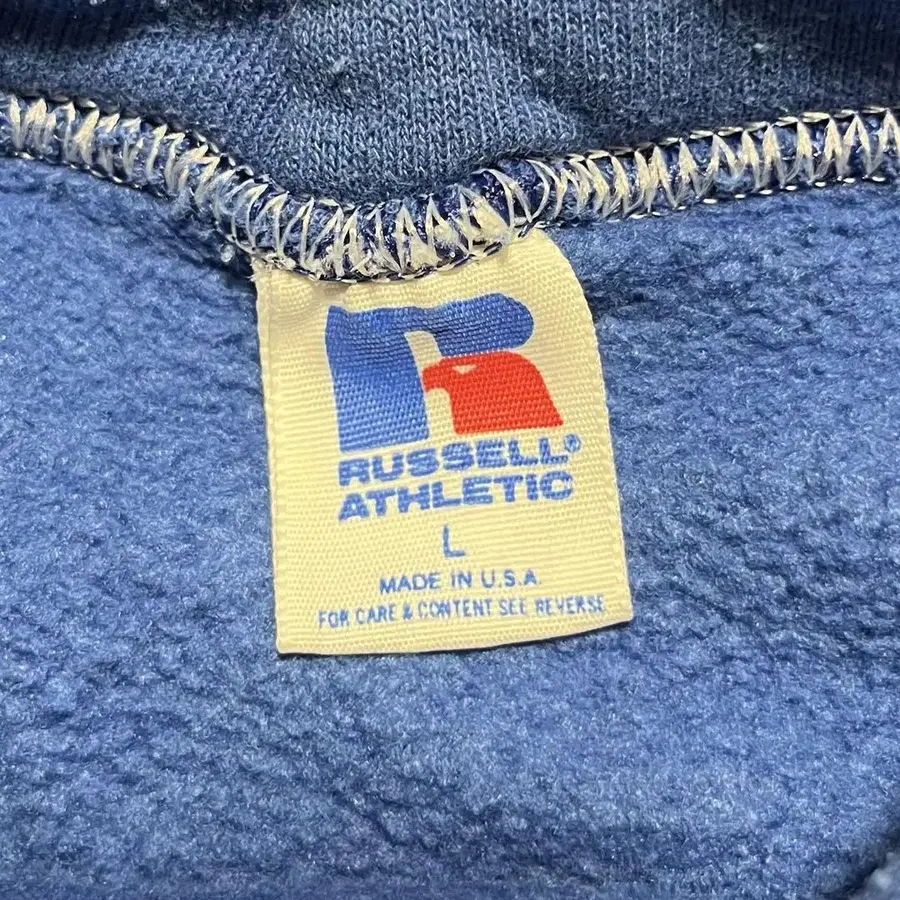 RUSSELL®
ATHLETIC
L
MADE IN U.S.A.
FOR CARE & CONTENT SEE REVERSE